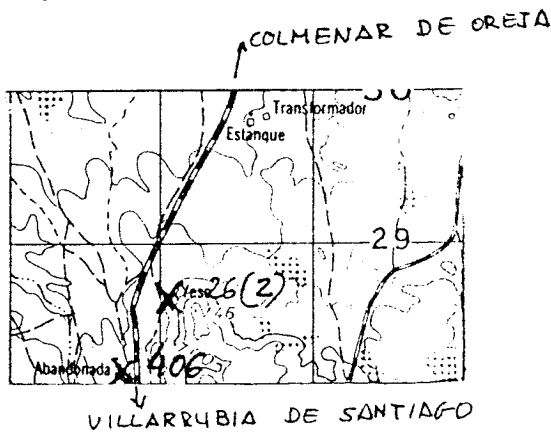 COLMENAR DE OREJA
Transformador
Estanque
29
Yeso 26(2)
Abandonada 406
VILLARRUBIA DE SANTIAGO